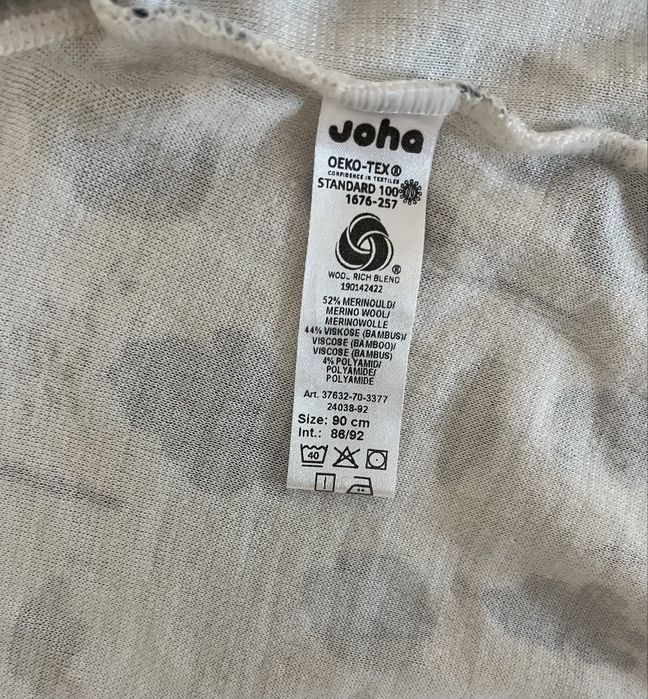 Joha
OEKO-TEX®
CONFIDENCE IN TEXTILES
STANDARD 100
1676-257
®
WOOL RICH BLEND
190142422
52% MERINOULD/
MERINO WOOL/
MERINOWOLLE
44% VISKOSE (BAMBUS)/
VISCOSE (BAMBOO)/
VISCOSE (BAMBUS)
4% POLYAMID/
POLYAMIDE/
POLYAMIDE
Art. 37632-70-3377
24038-92
Size: 90 cm
Int.: 86/92
40